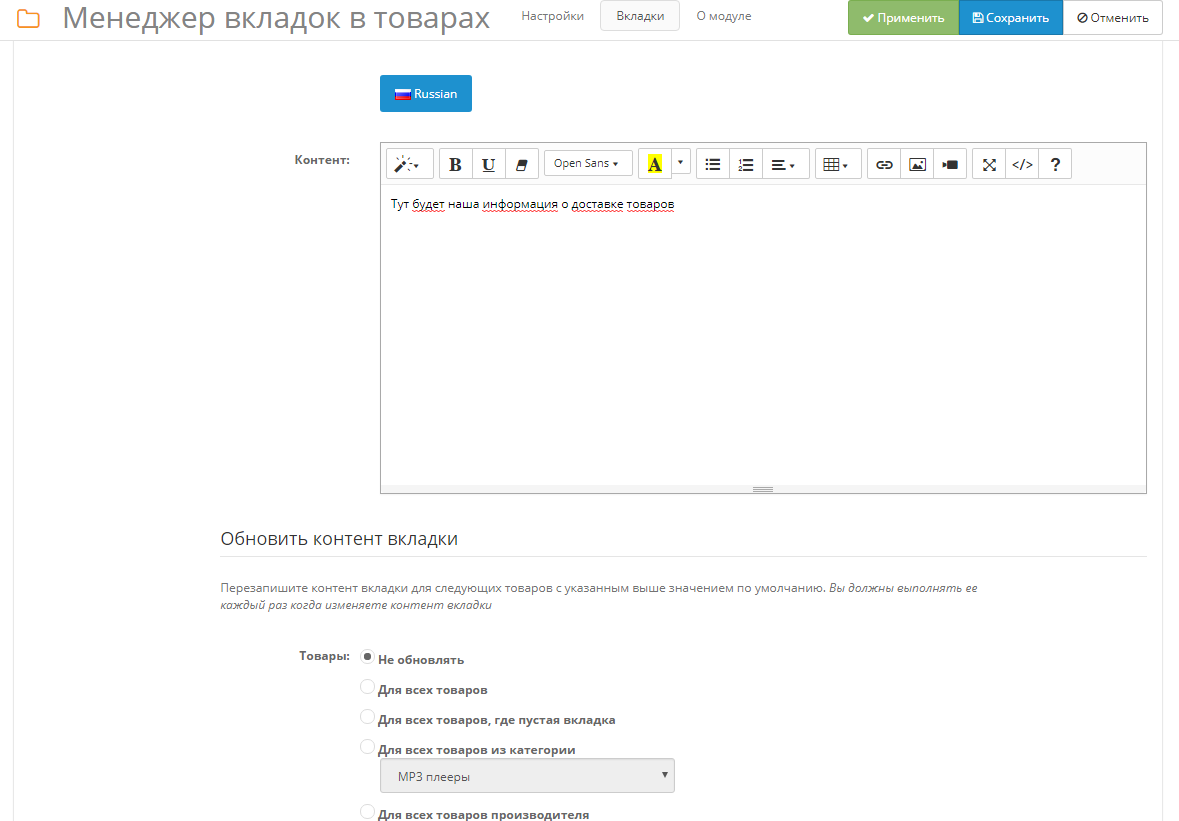 Менеджер вкладок в товарах Настройки Вкладки О модуле Применить Сохранить Отменить
Russian
Контент:
B U Open Sans A </> ?
Тут будет наша информация о доставке товаров
Обновить контент вкладки
Перезапишите контент вкладки для следующих товаров с указанным выше значением по умолчанию. Вы должны выполнять ее
каждый раз когда изменяете контент вкладки
Товары: Не обновлять
Для всех товаров
Для всех товаров, где пустая вкладка
Для всех товаров из категории
MP3 плееры
Для всех товаров производителя